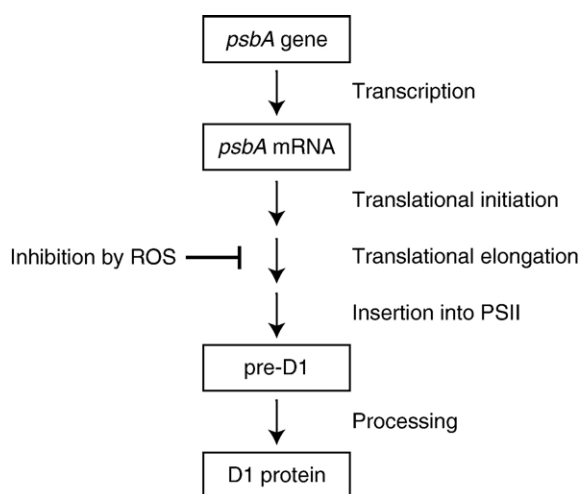 psbA gene
Transcription
psbA mRNA
Translational initiation
Inhibition by ROS
Translational elongation
Insertion into PSII
pre-D1
Processing
D1 protein